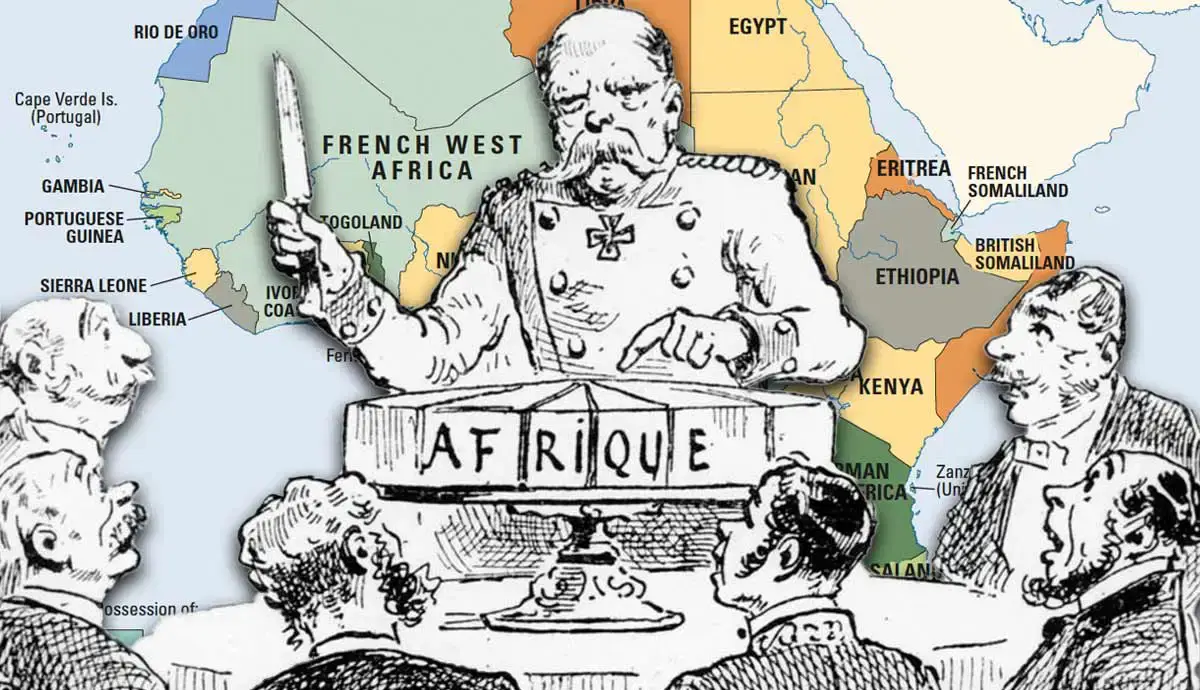 RIO DE ORO
EGYPT
Cape Verde Is.
(Portugal)
FRENCH WEST
AFRICA
ERITREA
FRENCH
SOMALILAND
GAMBIA
PORTUGUESE
GUINEA
TOGOLAND
BRITISH
SOMALILAND
ETHIOPIA
SIERRA LEONE
LIBERIA
KENYA
AFRIQUE